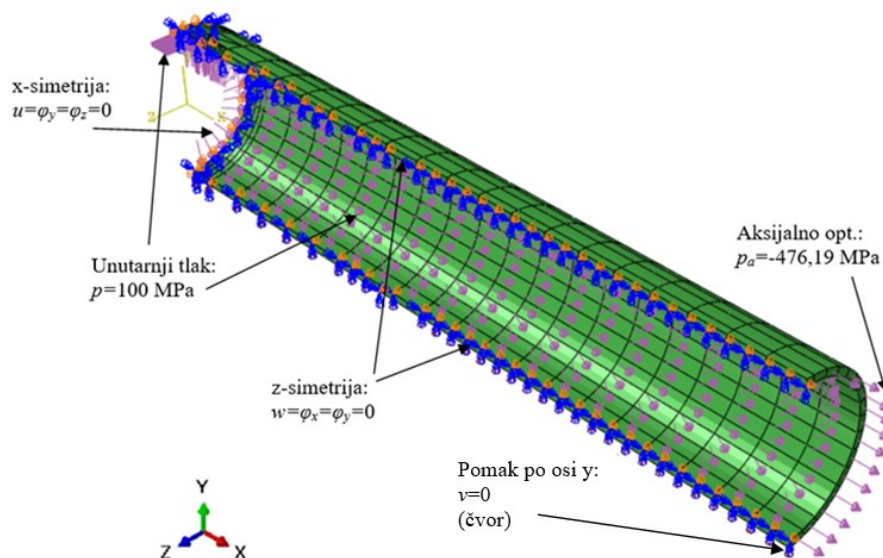 x-simetrija:
u=φy=φz=0
z
x
Unutarnji tlak:
p=100 MPa
Aksijalno opt.:
pa=-476,19 MPa
z-simetrija:
w=φx=φy=0
Pomak po osi y:
v=0
(čvor)
Y
Z
X